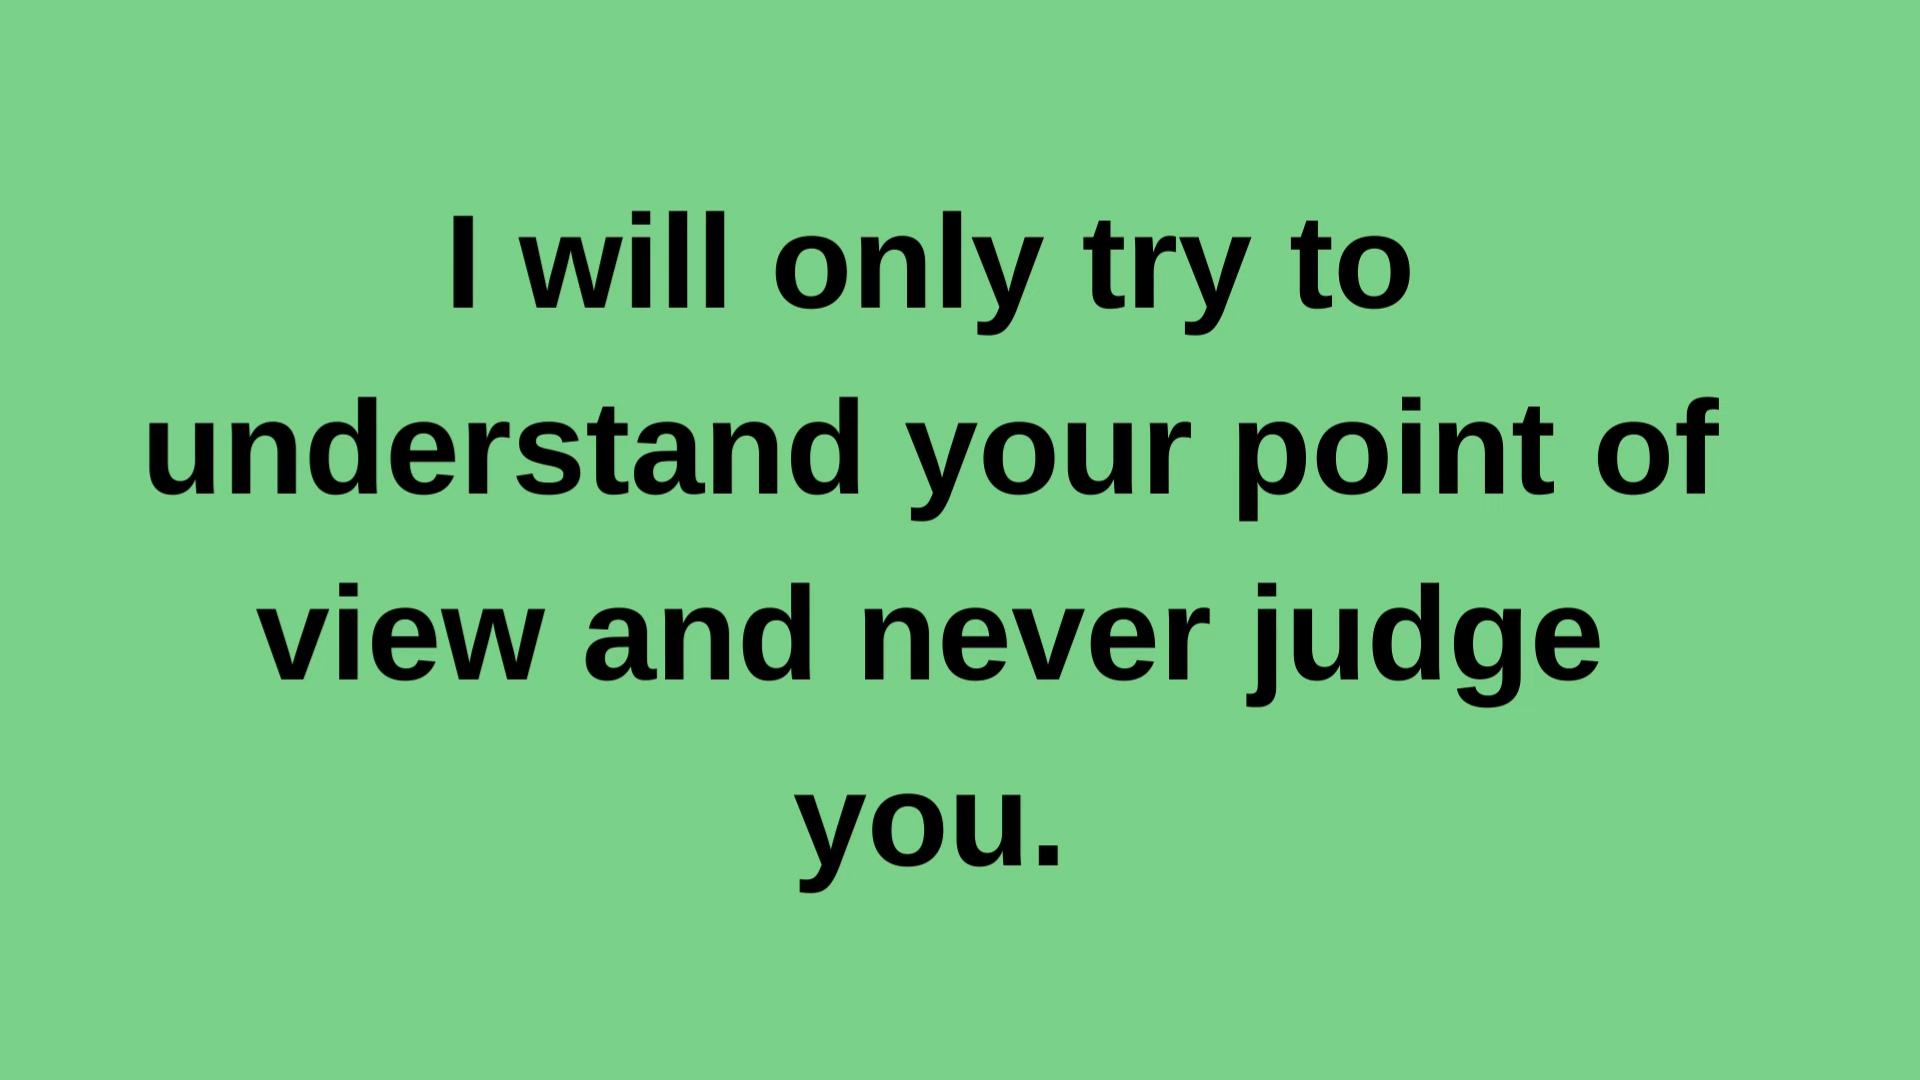 I will only try to
understand your point of
view and never judge
you.